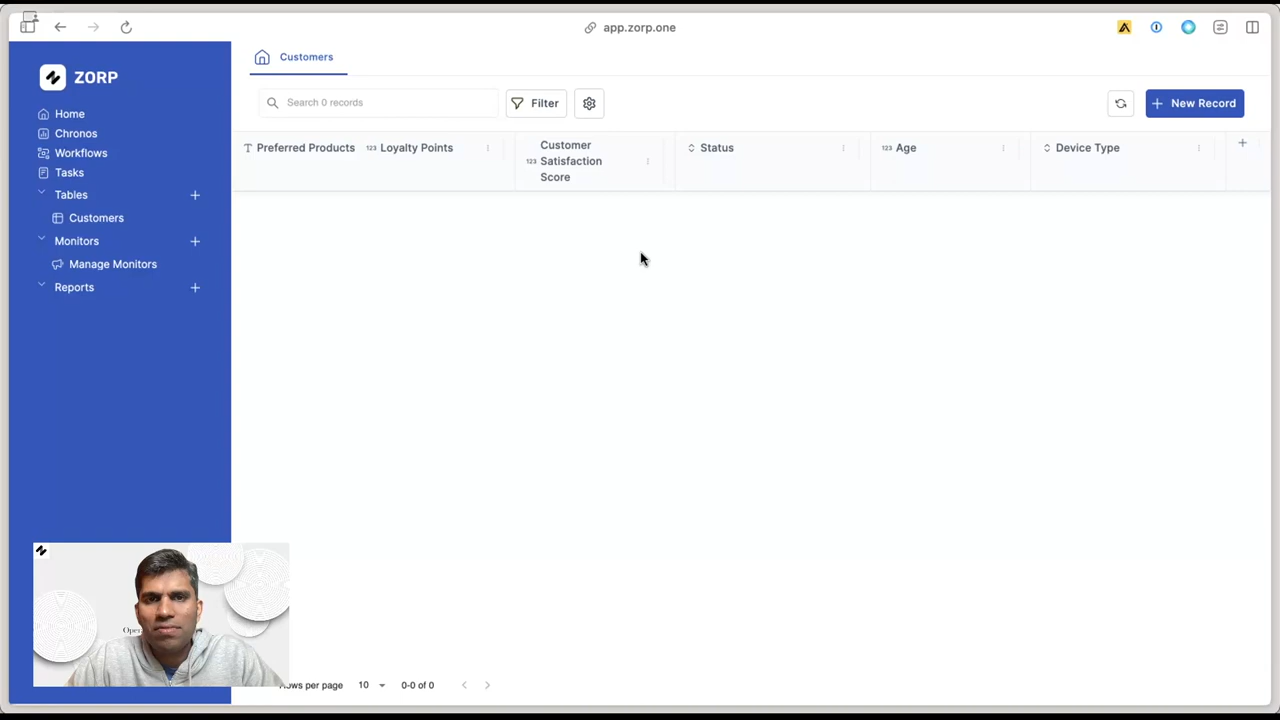 app.zorp.one
ZORP
Home
Chronos
Workflows
Tasks
Tables
Customers
Monitors
Manage Monitors
Reports
Customers
Search 0 records
Filter
New Record
Preferred Products
123 Loyalty Points
123 Customer
Satisfaction
Score
Status
123 Age
Device Type
Rows per page
10
0-0 of 0